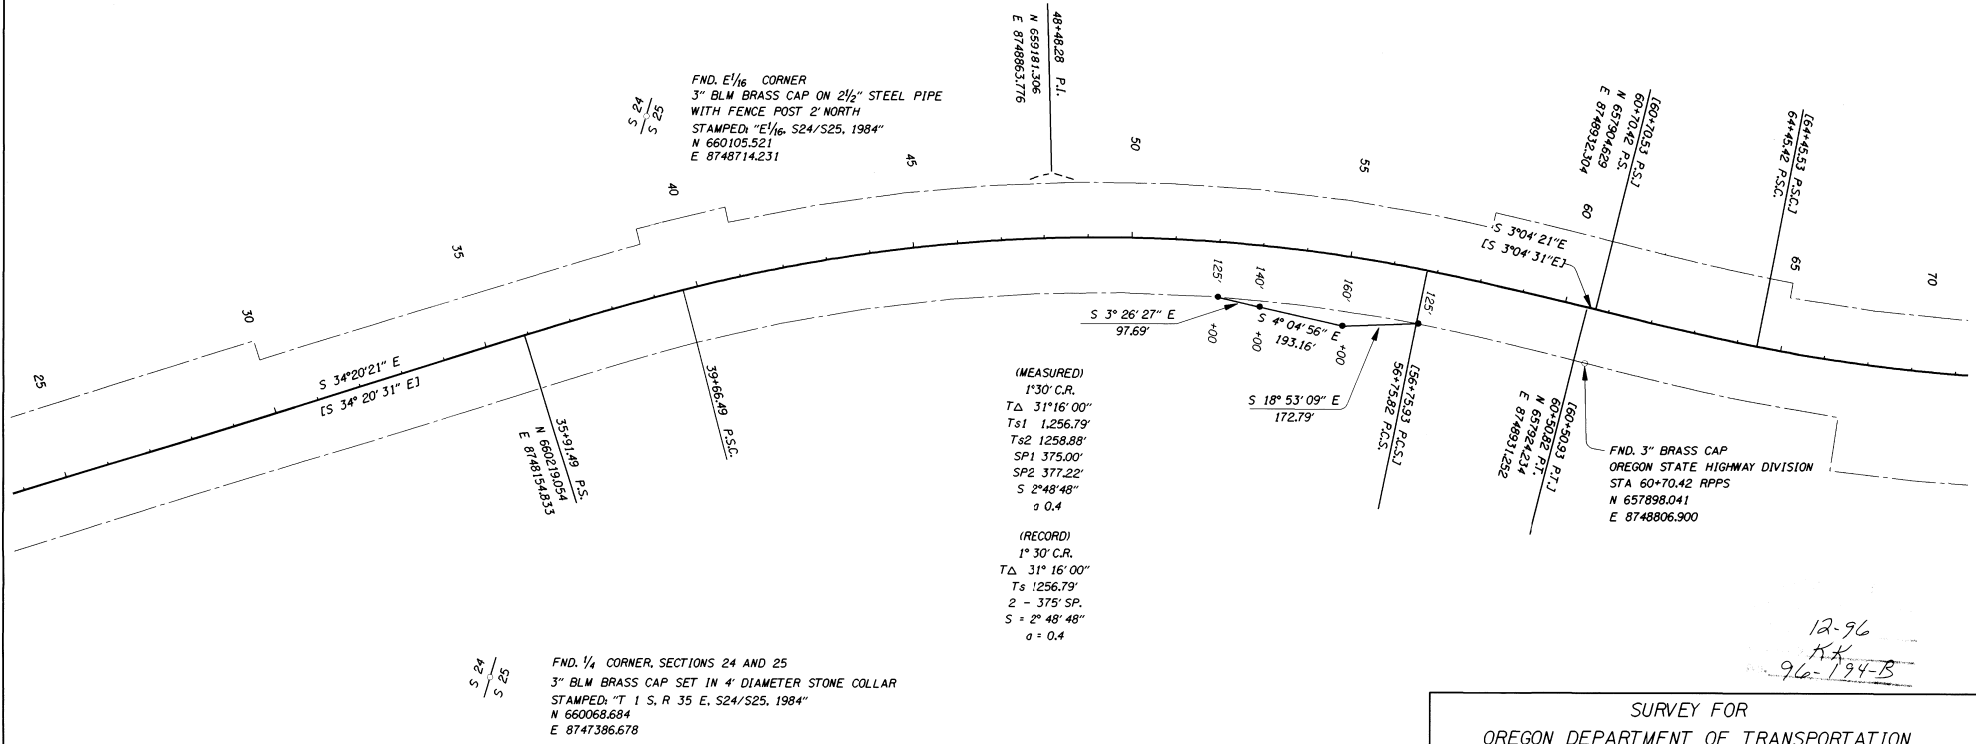 FND. E1/16 CORNER
3" BLM BRASS CAP ON 2 1/2" STEEL PIPE
WITH FENCE POST 2' NORTH
STAMPED: "E1/16, S24/S25, 1984"
N 660105.521
E 8748714.231
S 24
S 25
48+48.28 P.I.
N 659181.306
E 8748863.776
[60+70.53 P.S.]
60+70.42 P.S.
N 657904.629
E 8748932.304
[64+45.53 P.S.C.]
64+45.42 P.S.C.
25
30
35
40
45
50
55
60
65
70
S 3°04'21"E
[S 3°04'31"E]
S 34°20'21" E
[S 34° 20'31" E]
35+91.49 P.S.
N 660219.054
E 8748154.833
39+66.49 P.S.C.
125'
140'
160'
125'
+00
+00
+00
S 3° 26'27" E
97.69'
S 4° 04'56" E
193.16'
S 18° 53'09" E
172.79'
[56+75.93 P.C.S.]
56+75.82 P.C.S.
[60+50.93 P.T.]
60+50.82 P.T.
N 657924.234
E 8748931.252
FND. 3" BRASS CAP
OREGON STATE HIGHWAY DIVISION
STA 60+70.42 RPPS
N 657898.041
E 8748806.900
(MEASURED)
1°30' C.R.
T∆ 31°16'00"
Ts1 1,256.79'
Ts2 1258.88'
SP1 375.00'
SP2 377.22'
S 2°48'48"
a 0.4
(RECORD)
1° 30' C.R.
T∆ 31° 16'00"
Ts 1256.79'
2 - 375' SP.
S = 2° 48'48"
a = 0.4
S 24
S 25
FND. 1/4 CORNER, SECTIONS 24 AND 25
3" BLM BRASS CAP SET IN 4' DIAMETER STONE COLLAR
STAMPED: "T 1 S, R 35 E, S24/S25, 1984"
N 660068.684
E 8747386.678
12-96
KK
96-194-B
SURVEY FOR
OREGON DEPARTMENT OF TRANSPORTATION